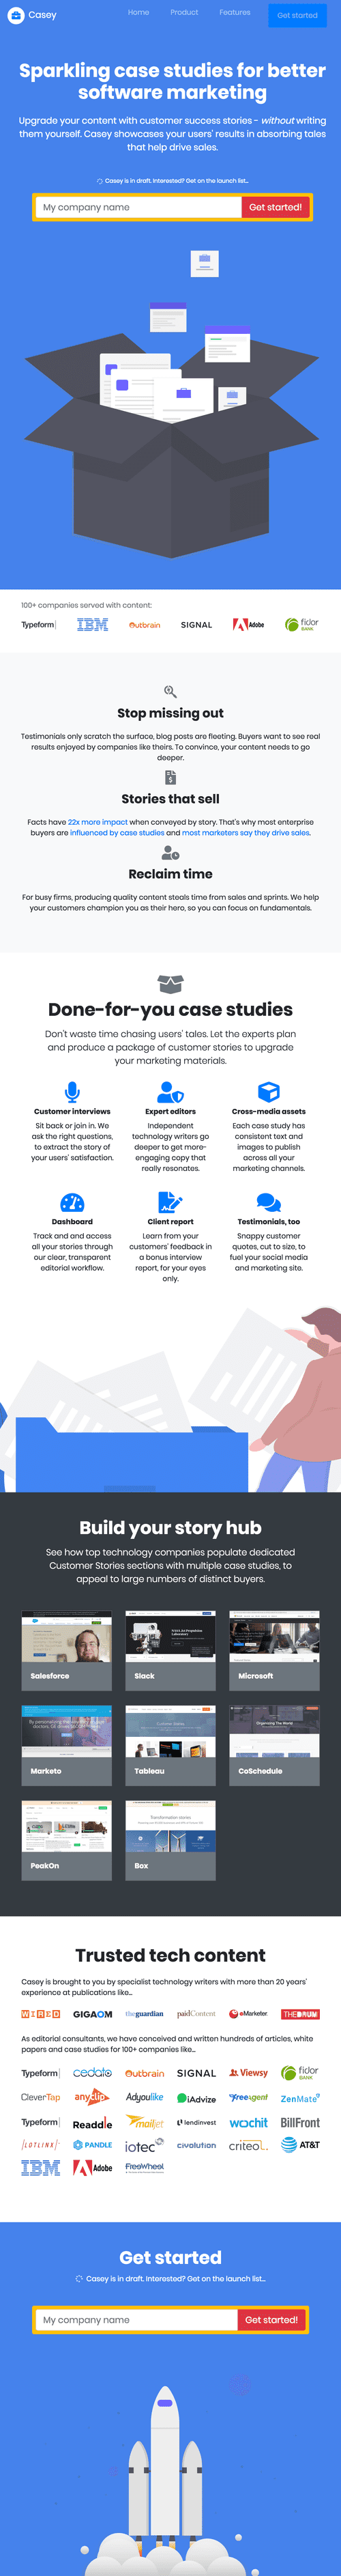 Casey
Home Product Features Get started
Sparkling case studies for better
software marketing
Upgrade your content with customer success stories - without writing
them yourself. Casey showcases your users' results in absorbing tales
that help drive sales.
Casey is in draft. Interested? Get on the launch list...
My company name Get started!
100+ companies served with content:
Typeform IBM Outbrain SIGNAL Adobe fidor BANK
Stop missing out
Testimonials only scratch the surface, blog posts are fleeting. Buyers want to see real
results enjoyed by companies like theirs. To convince, your content needs to go
deeper.
Stories that sell
Facts have 22x more impact when conveyed by story. That's why most enterprise
buyers are influenced by case studies and most marketers say they drive sales.
Reclaim time
For busy firms, producing quality content steals time from sales and sprints. We help
your customers champion you as their hero, so you can focus on fundamentals.
Done-for-you case studies
Don't waste time chasing users' tales. Let the experts plan
and produce a package of customer stories to upgrade
your marketing materials.
Customer interviews
Sit back or join in. We
ask the right questions,
to extract the story of
your users' satisfaction.
Expert editors
Independent
technology writers go
deeper to get more-
engaging copy that
really resonates.
Cross-media assets
Each case study has
consistent text and
images to publish
across all your
marketing channels.
Dashboard
Track and and access
all your stories through
our clear, transparent
editorial workflow.
Client report
Learn from your
customers' feedback in
a bonus interview
report, for your eyes
only.
Testimonials, too
Snappy customer
quotes, cut to size, to
fuel your social media
and marketing site.
Build your story hub
See how top technology companies populate dedicated
Customer Stories sections with multiple case studies, to
appeal to large numbers of distinct buyers.
Salesforce
Slack
Microsoft
Marketo
Tableau
CoSchedule
PeakOn
Box
Trusted tech content
Casey is brought to you by specialist technology writers with more than 20 years'
experience at publications like...
WIRED GIGAOM theguardian paidContent eMarketer. THEDRUM
As editorial consultants, we have conceived and written hundreds of articles, white
papers and case studies for 100+ companies like...
Typeform cedato Outbrain SIGNAL Viewsy fidor BANK
CleverTap anyclip Adyoulike iAdvize freeagent ZenMate
Typeform Readdle mailjet lendinvest wochit BillFront
[LOTLINX] PANDLE iotec civolution criteo AT&T
IBM Adobe FreeWheel
Get started
Casey is in draft. Interested? Get on the launch list...
My company name Get started!